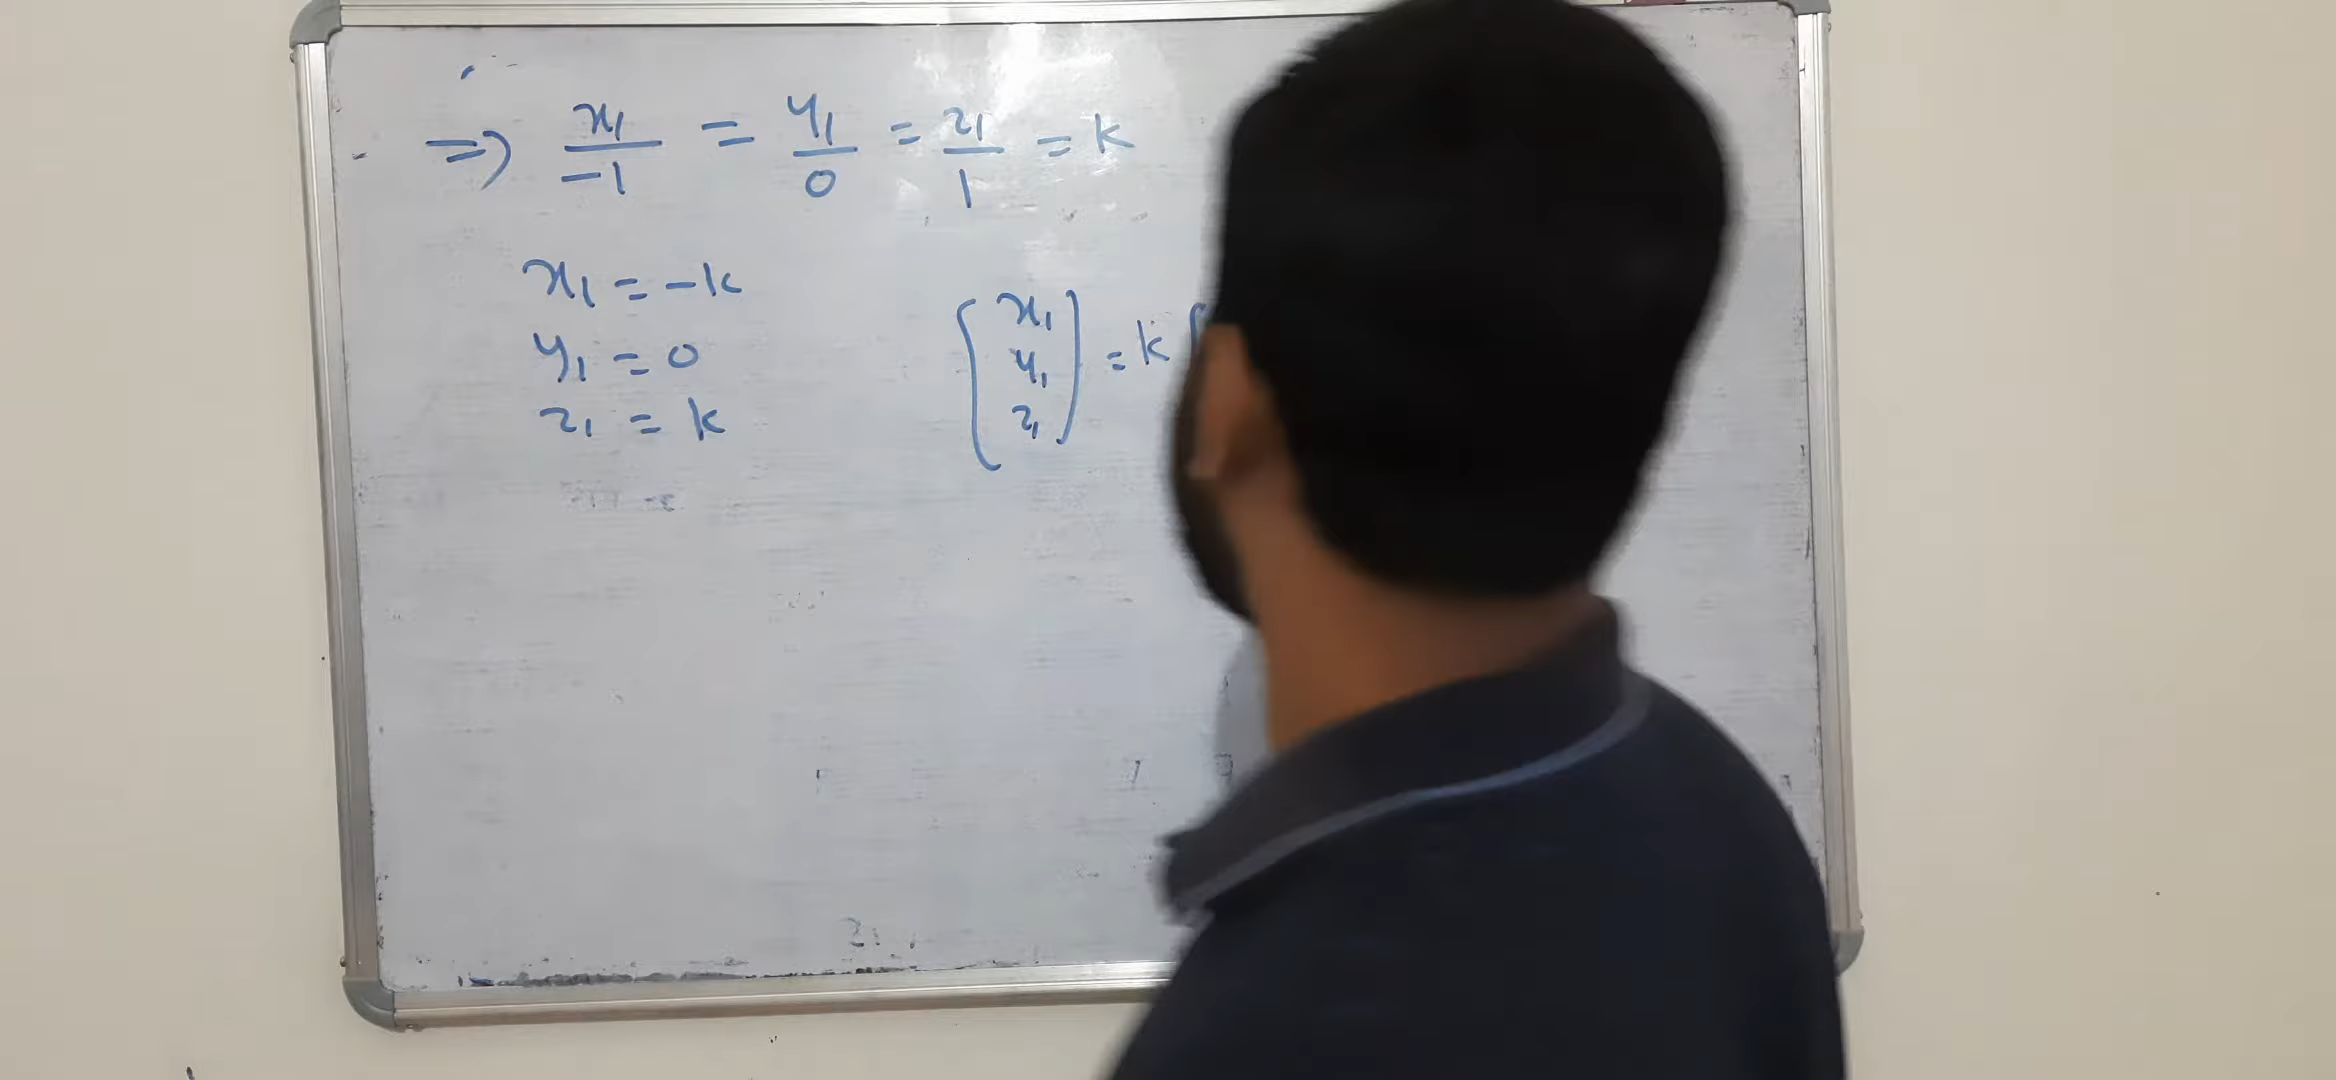 => x₁/-1 = y₁/0 = z₁/1 = k
x₁ = -k
y₁ = 0
z₁ = k
[x₁
y₁
z₁] = k [